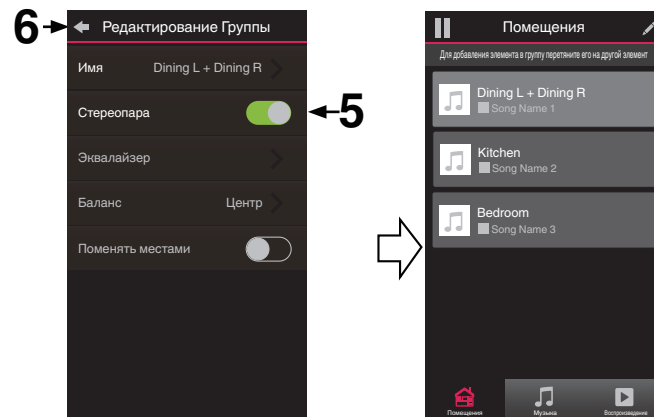 6
Редактирование Группы
Имя Dining L + Dining R
Стереопара
5
Эквалайзер
Баланс Центр
Поменять местами
Помещения
Для добавления элемента в группу перетяните его на другой элемент
Dining L + Dining R
Song Name 1
Kitchen
Song Name 2
Bedroom
Song Name 3
Помещения Музыка Воспроизведение